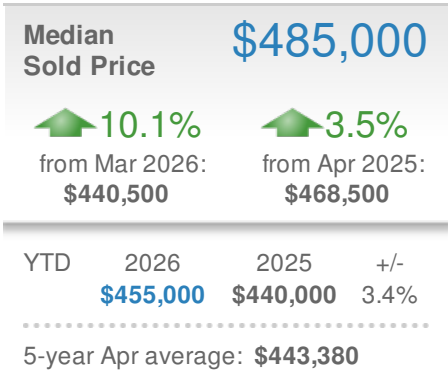 Median $485,000
Sold Price
10.1% 3.5%
from Mar 2026: from Apr 2025:
$440,500 $468,500
YTD 2026 2025 +/-
$455,000 $440,000 3.4%
5-year Apr average: $443,380